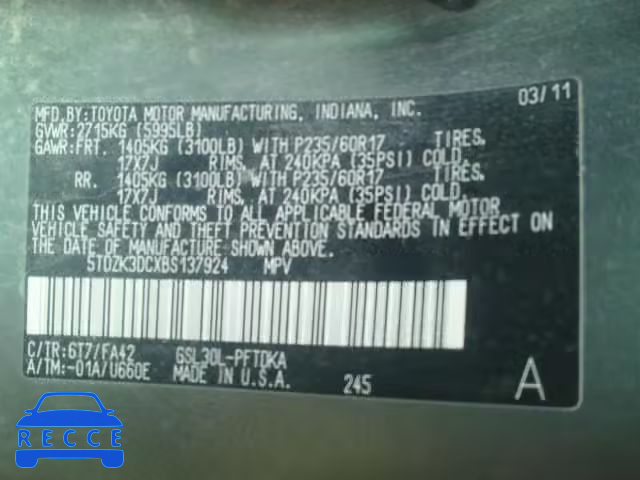 MFD.BY:TOYOTA MOTOR MANUFACTURING, INDIANA, INC. 03/11
GVWR:2715KG (5995LB)
GAWR:FRT. 1405KG (3100LB) WITH P235/60R17 TIRES.
17X7J RIMS, AT 240KPA (35PSI) COLD.
RR. 1405KG (3100LB) WITH P235/60R17 TIRES.
17X7J RIMS, AT 240KPA (35PSI) COLD.
THIS VEHICLE CONFORMS TO ALL APPLICABLE FEDERAL MOTOR
VEHICLE SAFETY AND THEFT PREVENTION STANDARDS IN EFFECT
ON THE DATE OF MANUFACTURE SHOWN ABOVE.
5TDZK3DCXBS137924 MPV
C/TR:6T7/FA42 GSL30L-PFTDKA
A/TM:-01A/U660E MADE IN U.S.A. 245 A
RECCE